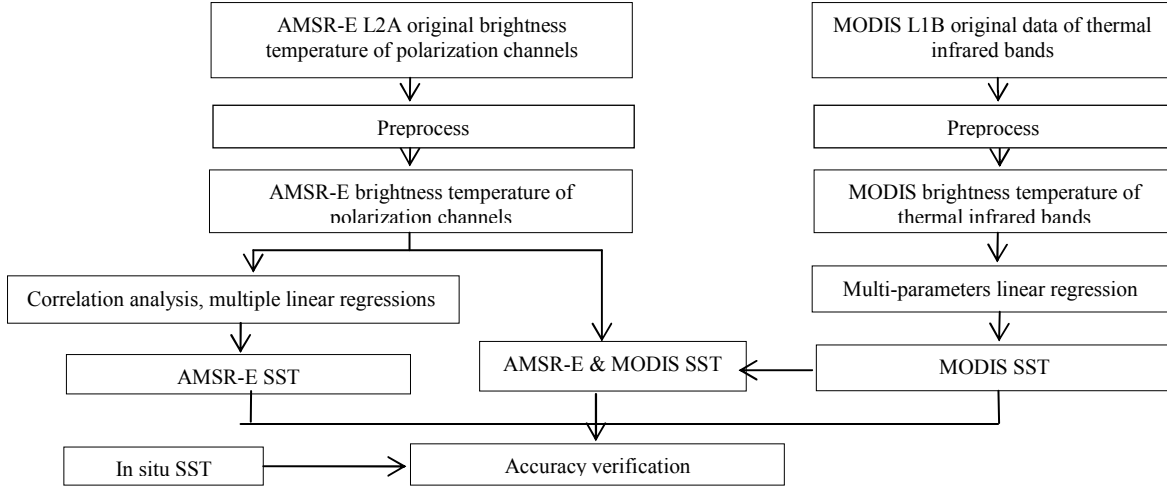 AMSR-E L2A original brightness
temperature of polarization channels
MODIS L1B original data of thermal
infrared bands
Preprocess
Preprocess
AMSR-E brightness temperature of
polarization channels
MODIS brightness temperature of
thermal infrared bands
Correlation analysis, multiple linear regressions
Multi-parameters linear regression
AMSR-E SST
AMSR-E & MODIS SST
MODIS SST
In situ SST
Accuracy verification